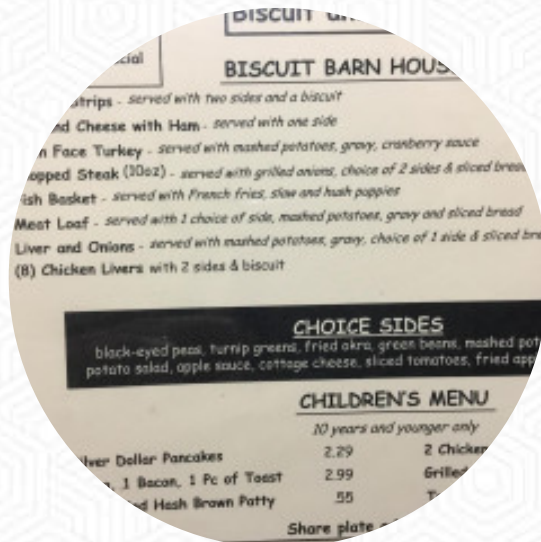 BISCUIT
cial
BISCUIT BARN HOUS
strips - served with two sides and a biscuit
nd Cheese with Ham - served with one side
n Face Turkey - served with mashed potatoes, gravy, cranberry sauce
opped Steak (10oz) - served with grilled onions, choice of 2 sides & sliced bread
ish Basket - served with French fries, slaw and hush puppies
Meat Loaf - served with 1 choice of side, mashed potatoes, gravy and sliced bread
Liver and Onions - served with mashed potatoes, gravy, choice of 1 side & sliced bre
(8) Chicken Livers with 2 sides & biscuit
CHOICE SIDES
black-eyed peas, turnip greens, fried okra, green beans, mashed pot
potato salad, apple sauce, cottage cheese, sliced tomatoes, fried app
CHILDREN'S MENU
10 years and younger only
lver Dollar Pancakes 2.29 2 Chicken
1 Bacon, 1 Pc of Toast 2.99 Grilled
d Hash Brown Patty .55
Share plate